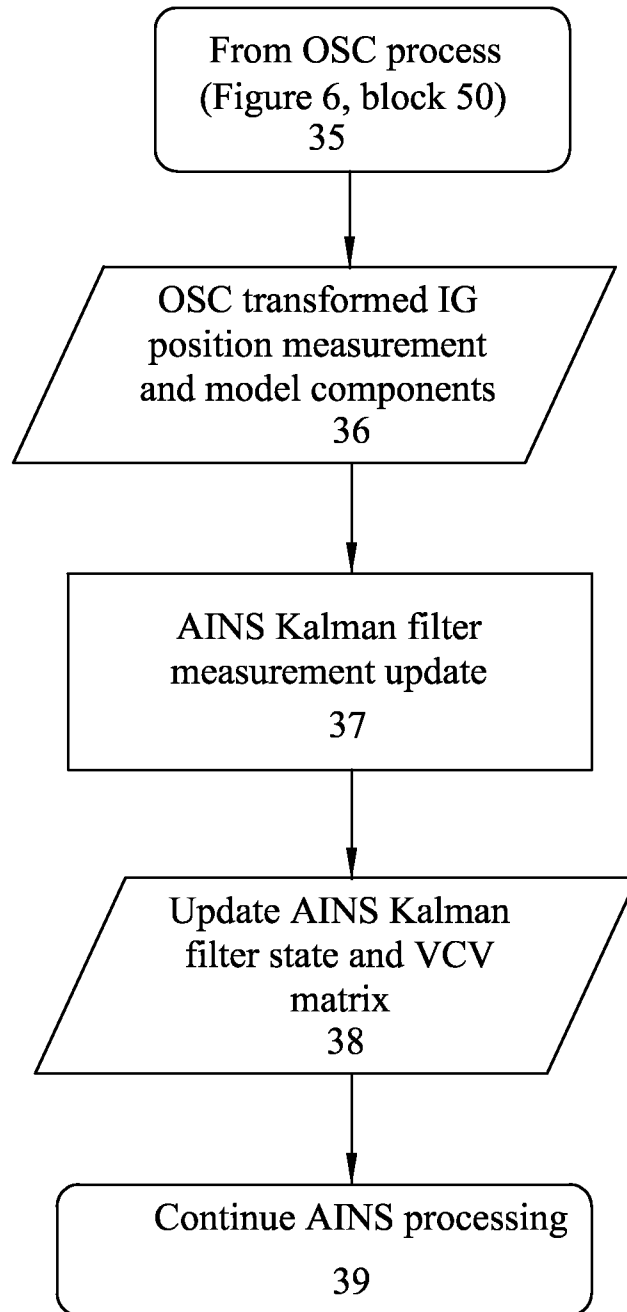 From OSC process
(Figure 6, block 50)
35
OSC transformed IG
position measurement
and model components
36
AINS Kalman filter
measurement update
37
Update AINS Kalman
filter state and VCV
matrix
38
Continue AINS processing
39